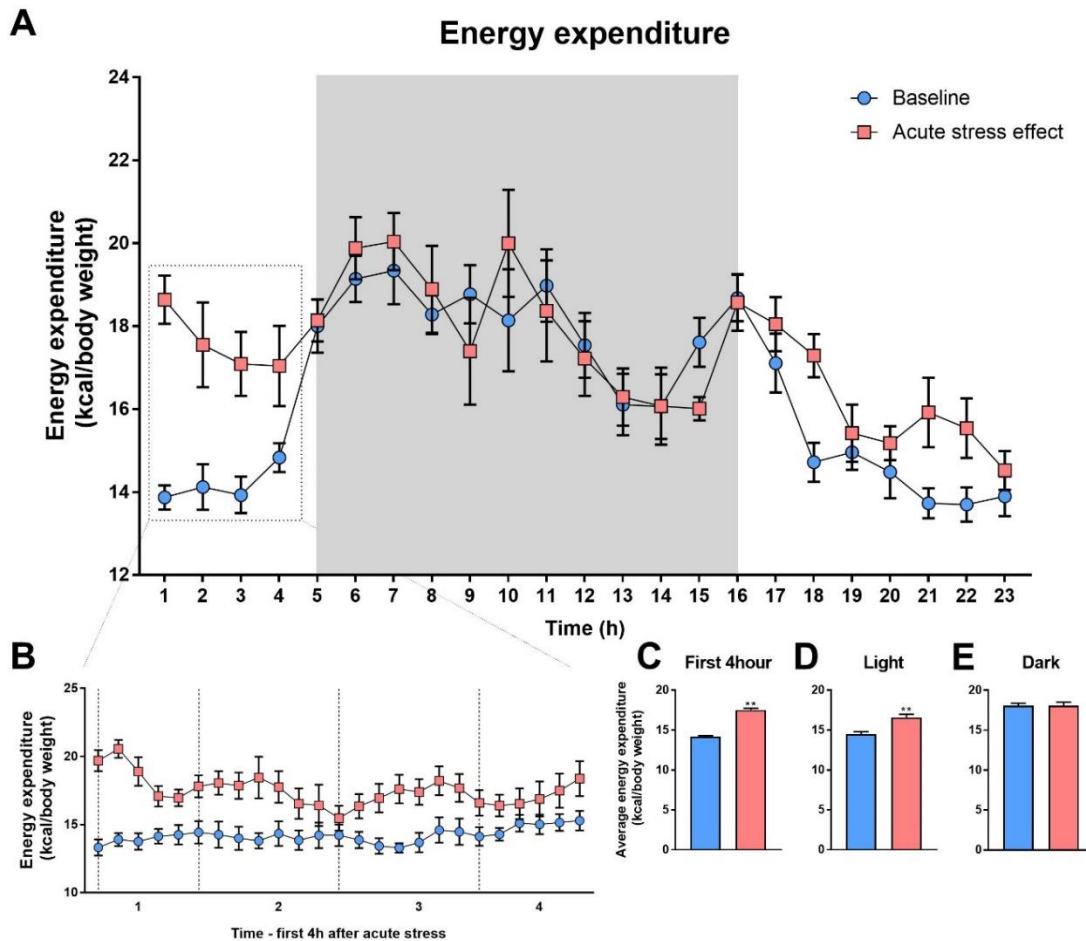 A
Energy expenditure
Energy expenditure
(kcal/body weight)
24
22
20
18
16
14
12
Baseline
Acute stress effect
1 2 3 4 5 6 7 8 9 10 11 12 13 14 15 16 17 18 19 20 21 22 23
Time (h)
B
Energy expenditure
(kcal/body weight)
25
20
15
10
1 2 3 4
Time - first 4h after acute stress
C
First 4hour
Average energy expenditure
(kcal/body weight)
20
15
10
5
0
**
D
Light
20
15
10
5
0
**
E
Dark
20
15
10
5
0